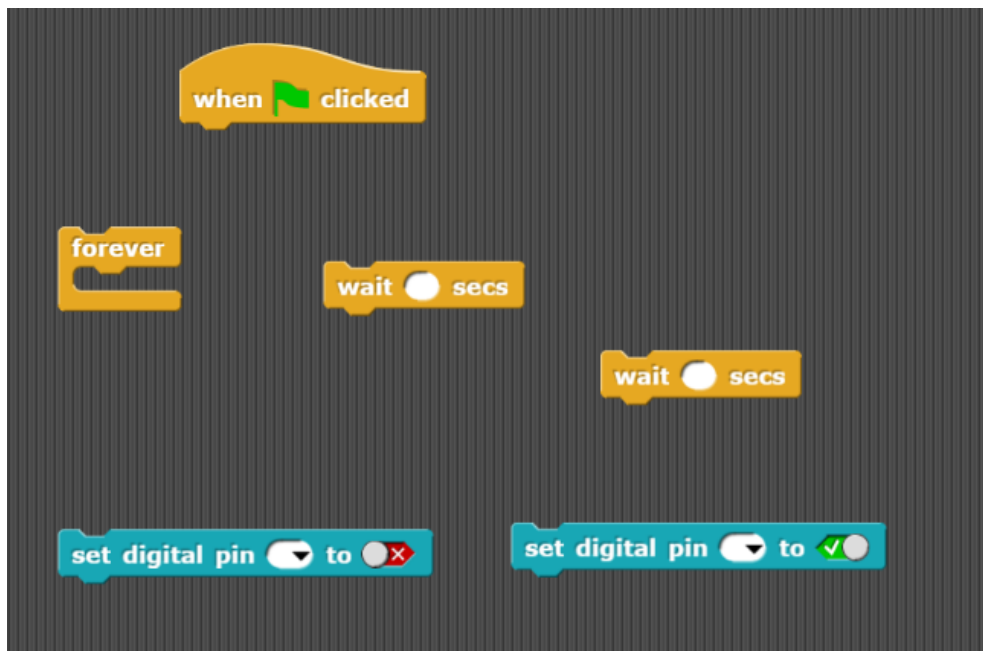 when clicked
forever
wait secs
wait secs
set digital pin to
set digital pin to